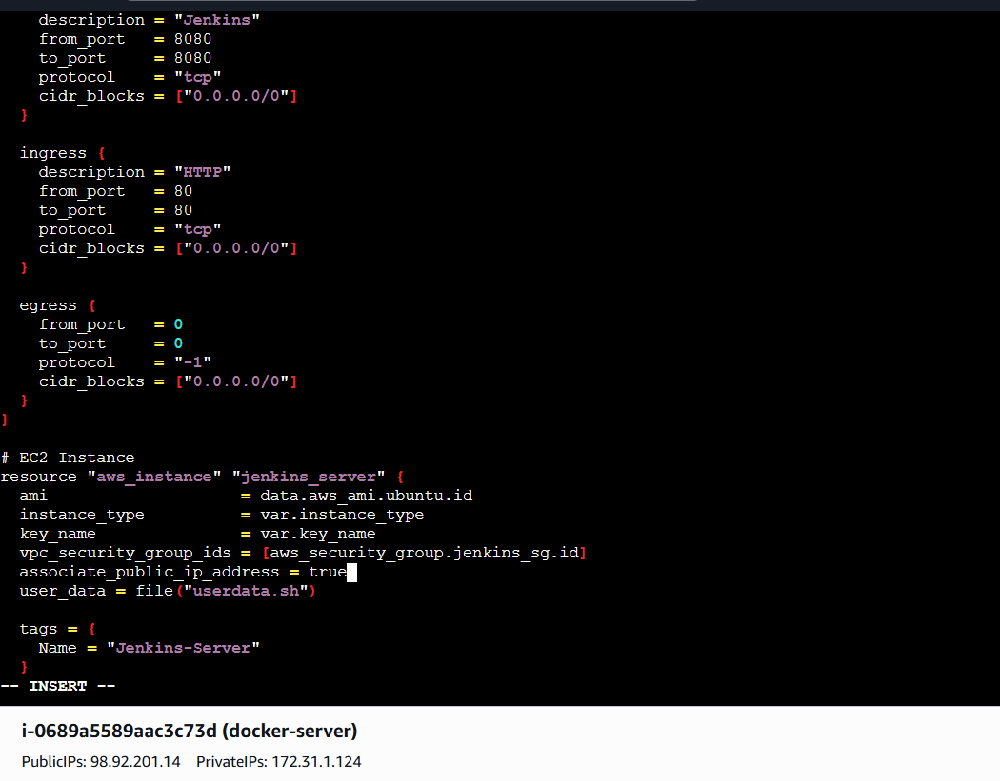 description = "Jenkins"
    from_port   = 8080
    to_port     = 8080
    protocol    = "tcp"
    cidr_blocks = ["0.0.0.0/0"]
  }

  ingress {
    description = "HTTP"
    from_port   = 80
    to_port     = 80
    protocol    = "tcp"
    cidr_blocks = ["0.0.0.0/0"]
  }

  egress {
    from_port   = 0
    to_port     = 0
    protocol    = "-1"
    cidr_blocks = ["0.0.0.0/0"]
  }
}

# EC2 Instance
resource "aws_instance" "jenkins_server" {
  ami                    = data.aws_ami.ubuntu.id
  instance_type          = var.instance_type
  key_name               = var.key_name
  vpc_security_group_ids = [aws_security_group.jenkins_sg.id]
  associate_public_ip_address = true
  user_data = file("userdata.sh")

  tags = {
    Name = "Jenkins-Server"
  }
-- INSERT --
i-0689a5589aac3c73d (docker-server)
PublicIPs: 98.92.201.14 PrivateIPs: 172.31.1.124